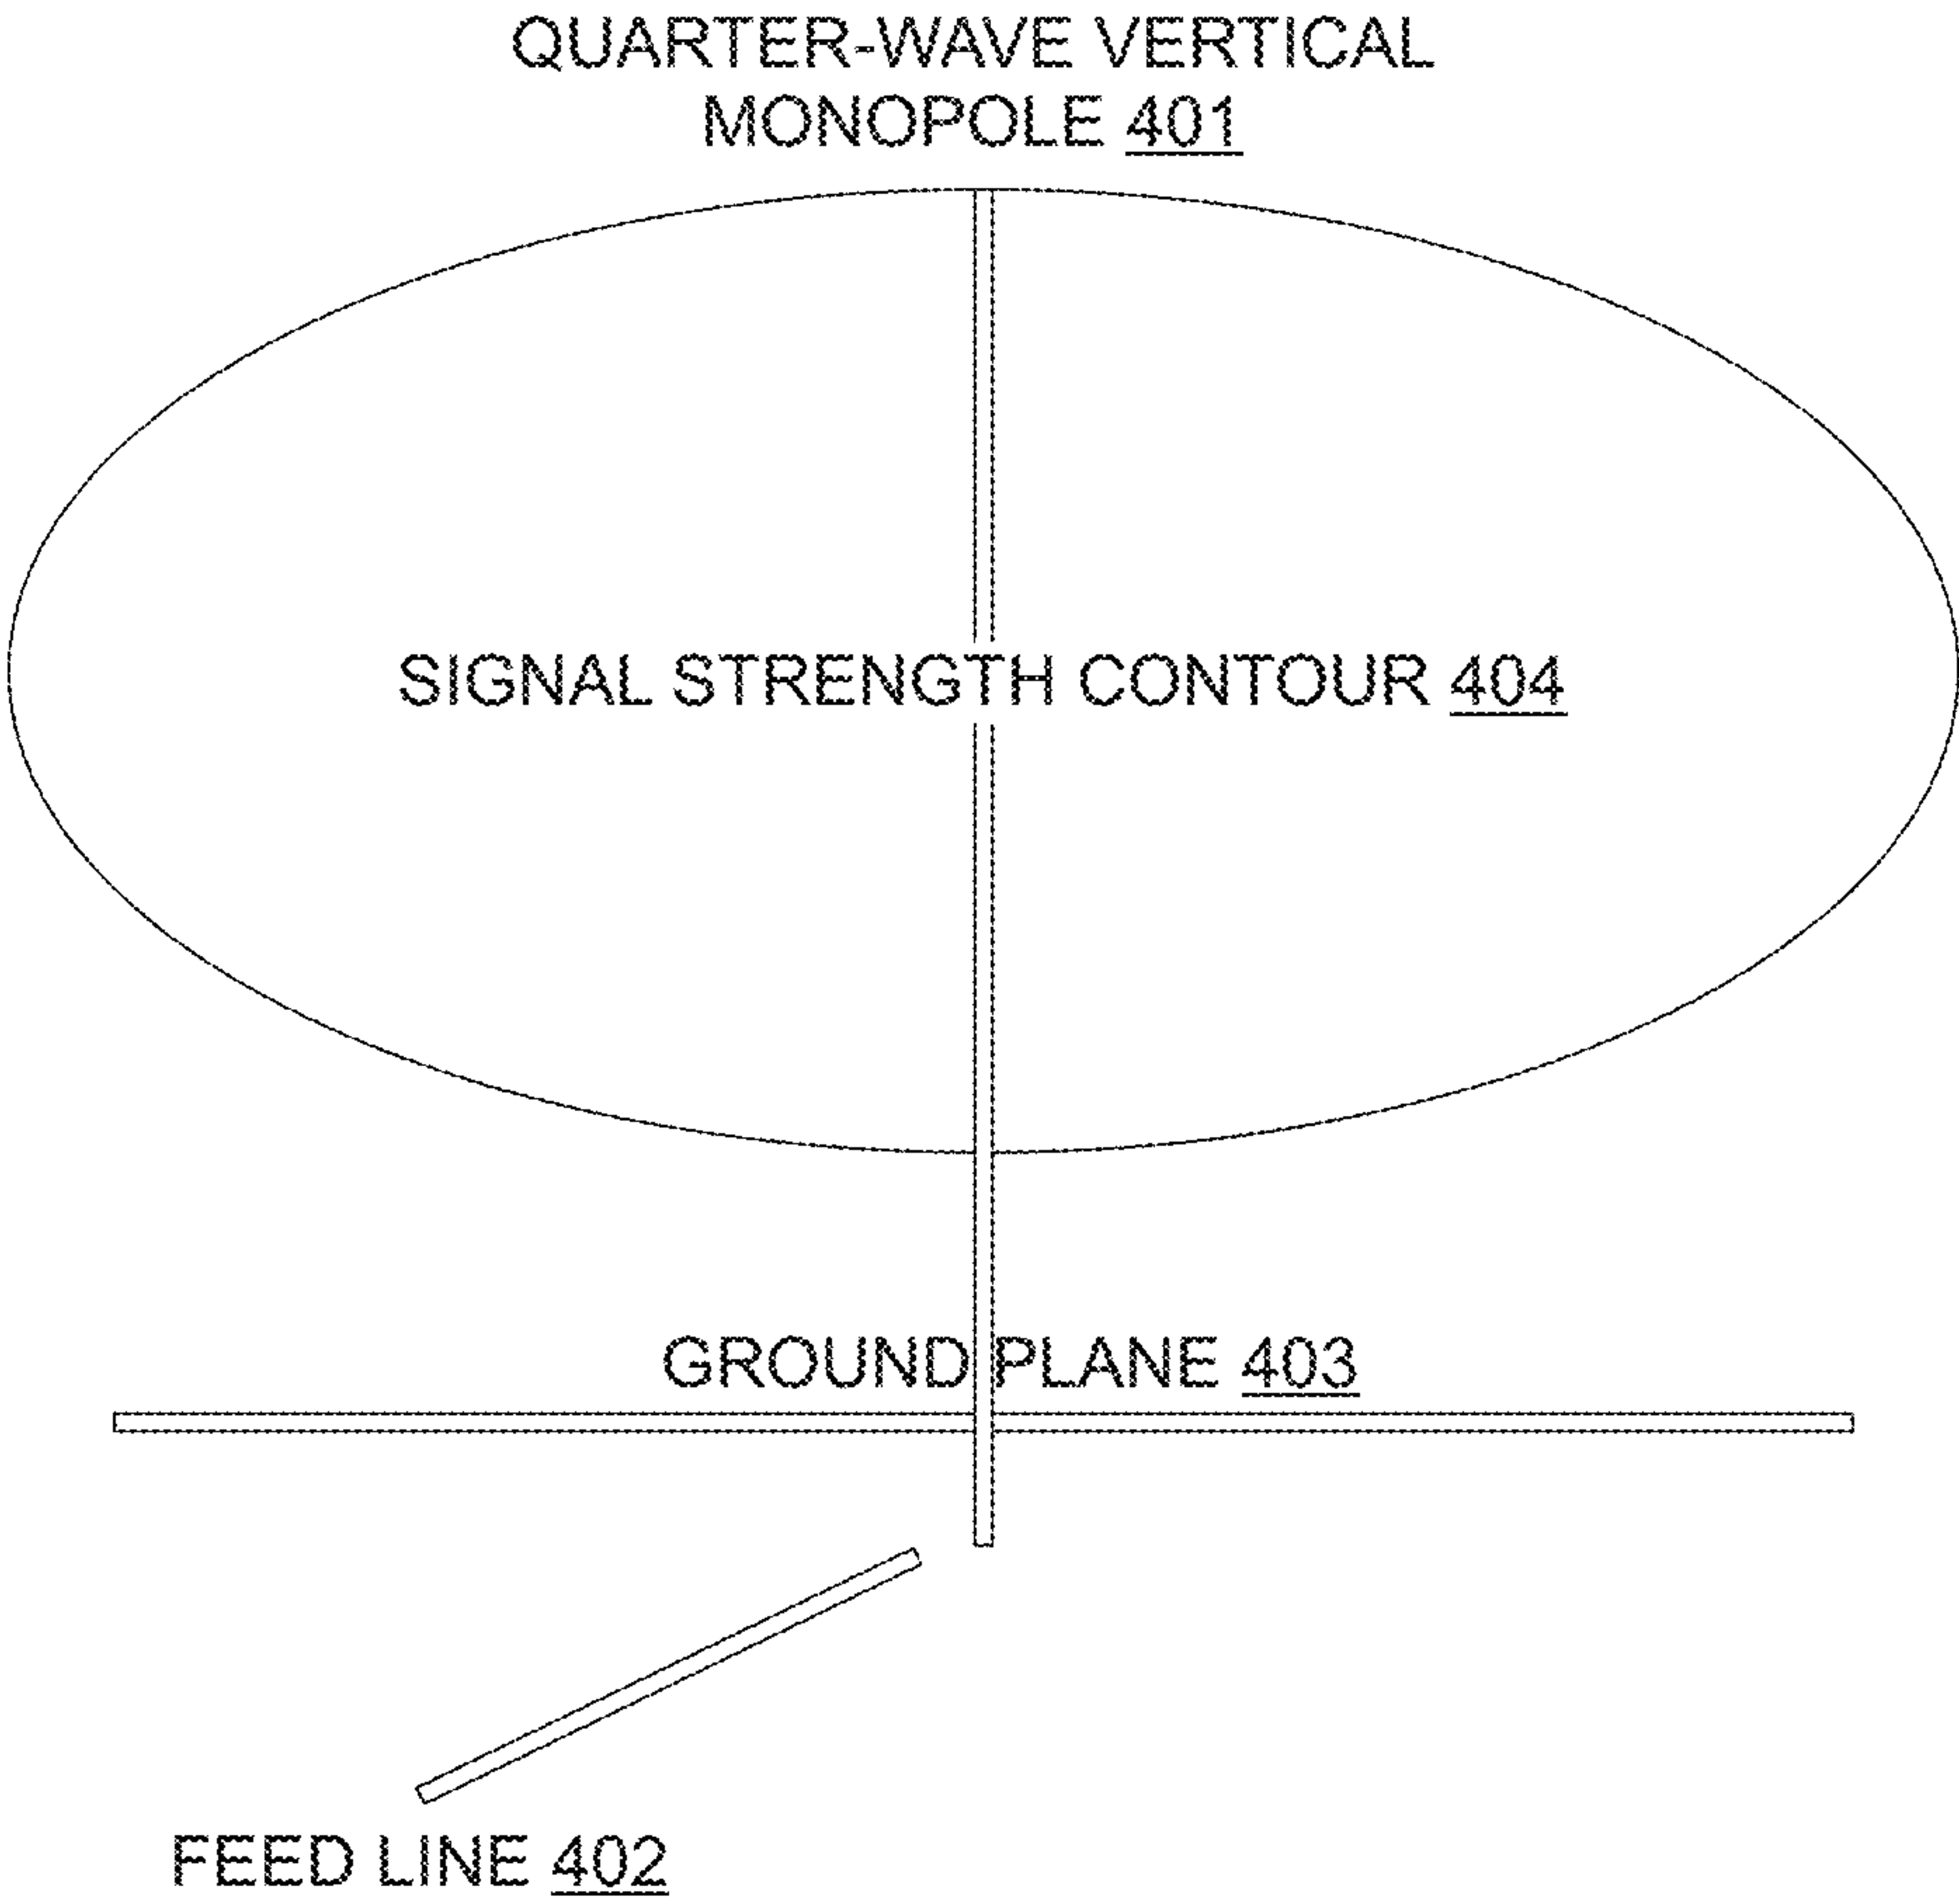 QUARTER-WAVE VERTICAL
MONOPOLE 401
SIGNAL STRENGTH CONTOUR 404
GROUND PLANE 403
FEED LINE 402